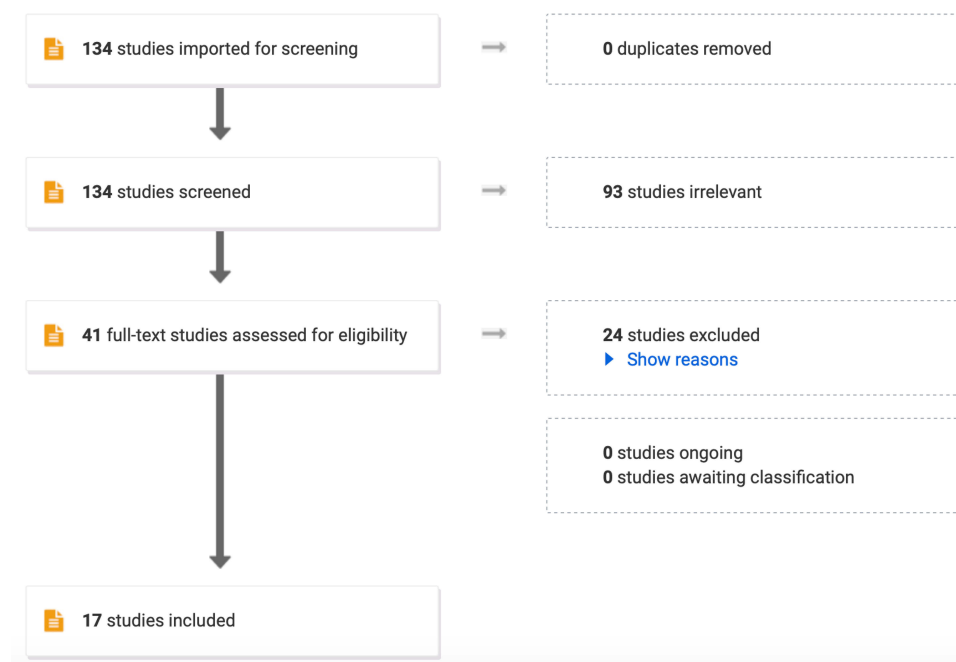 134 studies imported for screening
0 duplicates removed
134 studies screened
93 studies irrelevant
41 full-text studies assessed for eligibility
24 studies excluded
Show reasons
0 studies ongoing
0 studies awaiting classification
17 studies included